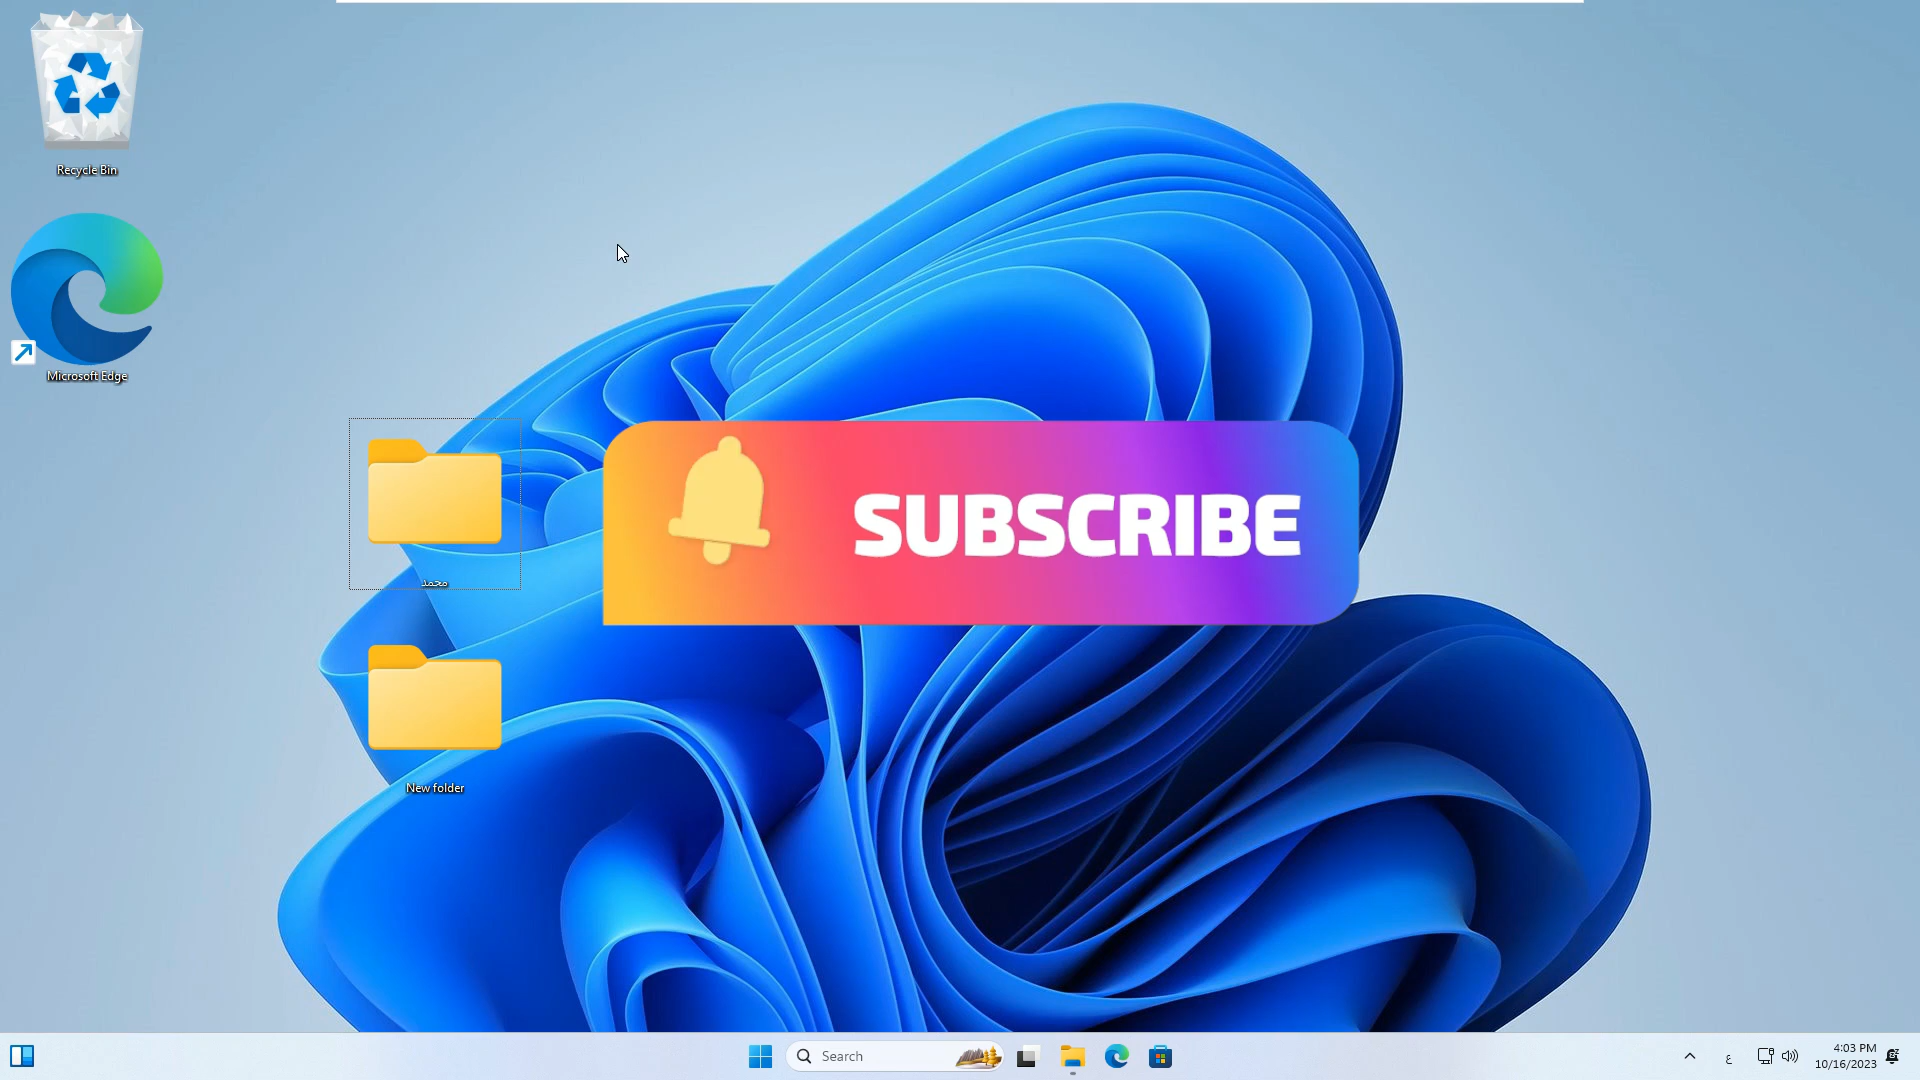 Recycle Bin
Microsoft Edge
محمد
New folder
SUBSCRIBE
Search
ع
4:03 PM
10/16/2023